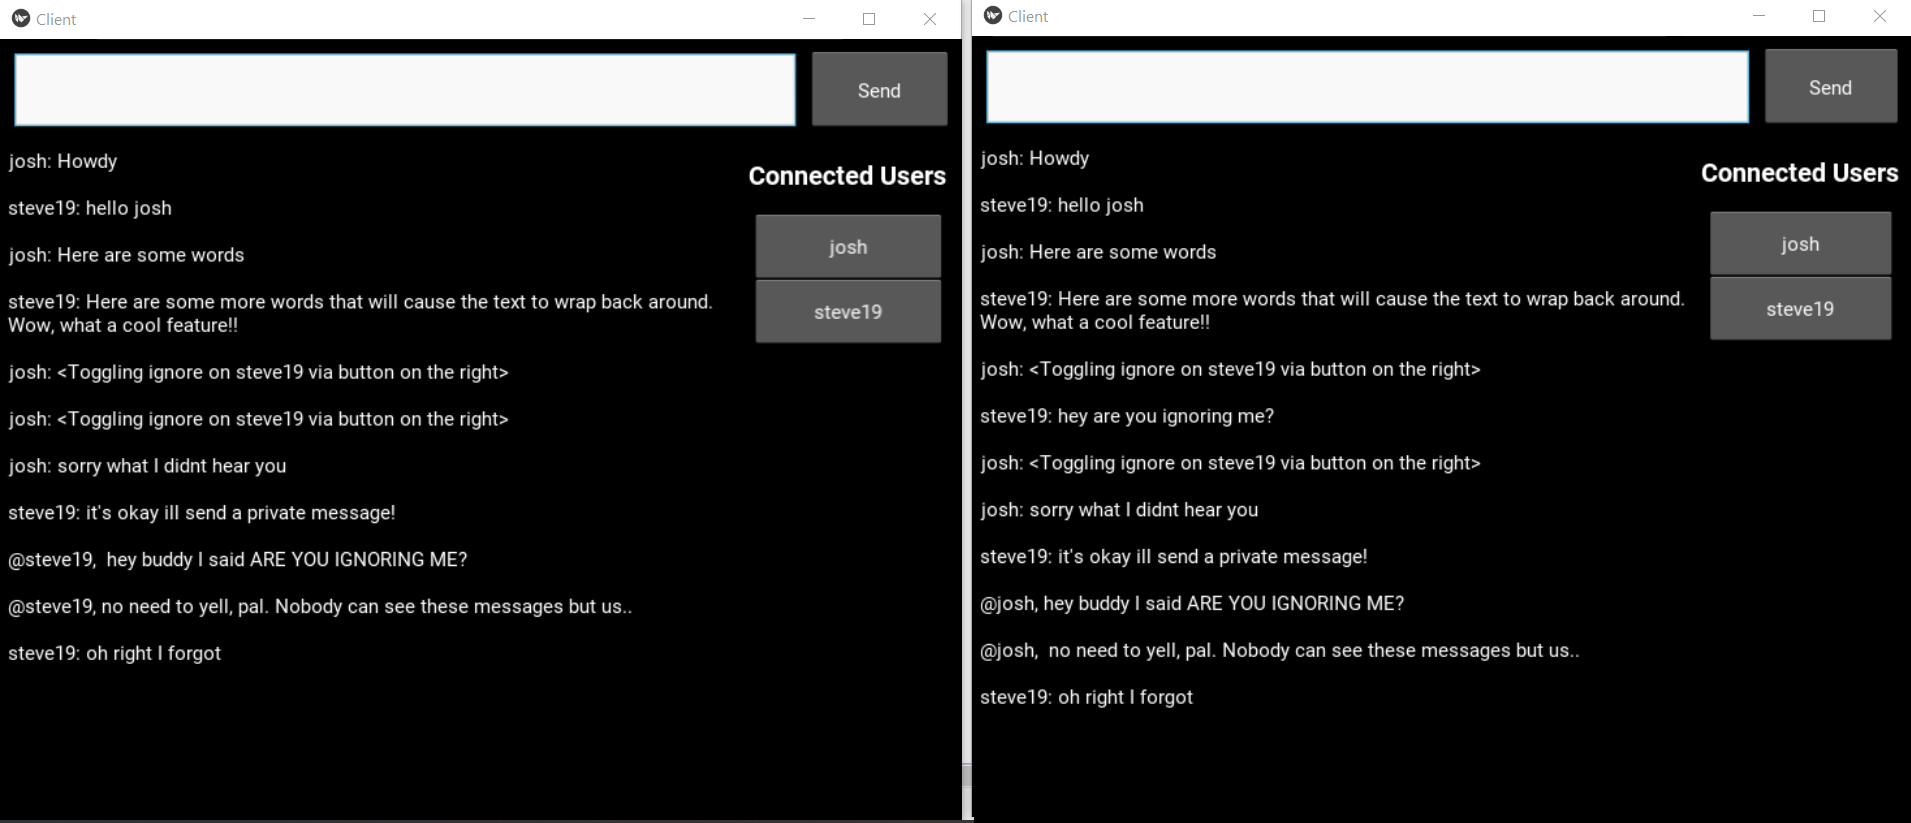 Client
Send
josh: Howdy
Connected Users
steve19: hello josh
josh
josh: Here are some words
steve19: Here are some more words that will cause the text to wrap back around.
Wow, what a cool feature!!
steve19
josh: <Toggling ignore on steve19 via button on the right>
josh: <Toggling ignore on steve19 via button on the right>
josh: sorry what I didnt hear you
steve19: it's okay ill send a private message!
@steve19,  hey buddy I said ARE YOU IGNORING ME?
@steve19, no need to yell, pal. Nobody can see these messages but us..
steve19: oh right I forgot
Client
Send
josh: Howdy
Connected Users
steve19: hello josh
josh
josh: Here are some words
steve19: Here are some more words that will cause the text to wrap back around.
Wow, what a cool feature!!
steve19
josh: <Toggling ignore on steve19 via button on the right>
steve19: hey are you ignoring me?
josh: <Toggling ignore on steve19 via button on the right>
josh: sorry what I didnt hear you
steve19: it's okay ill send a private message!
@josh, hey buddy I said ARE YOU IGNORING ME?
@josh,  no need to yell, pal. Nobody can see these messages but us..
steve19: oh right I forgot